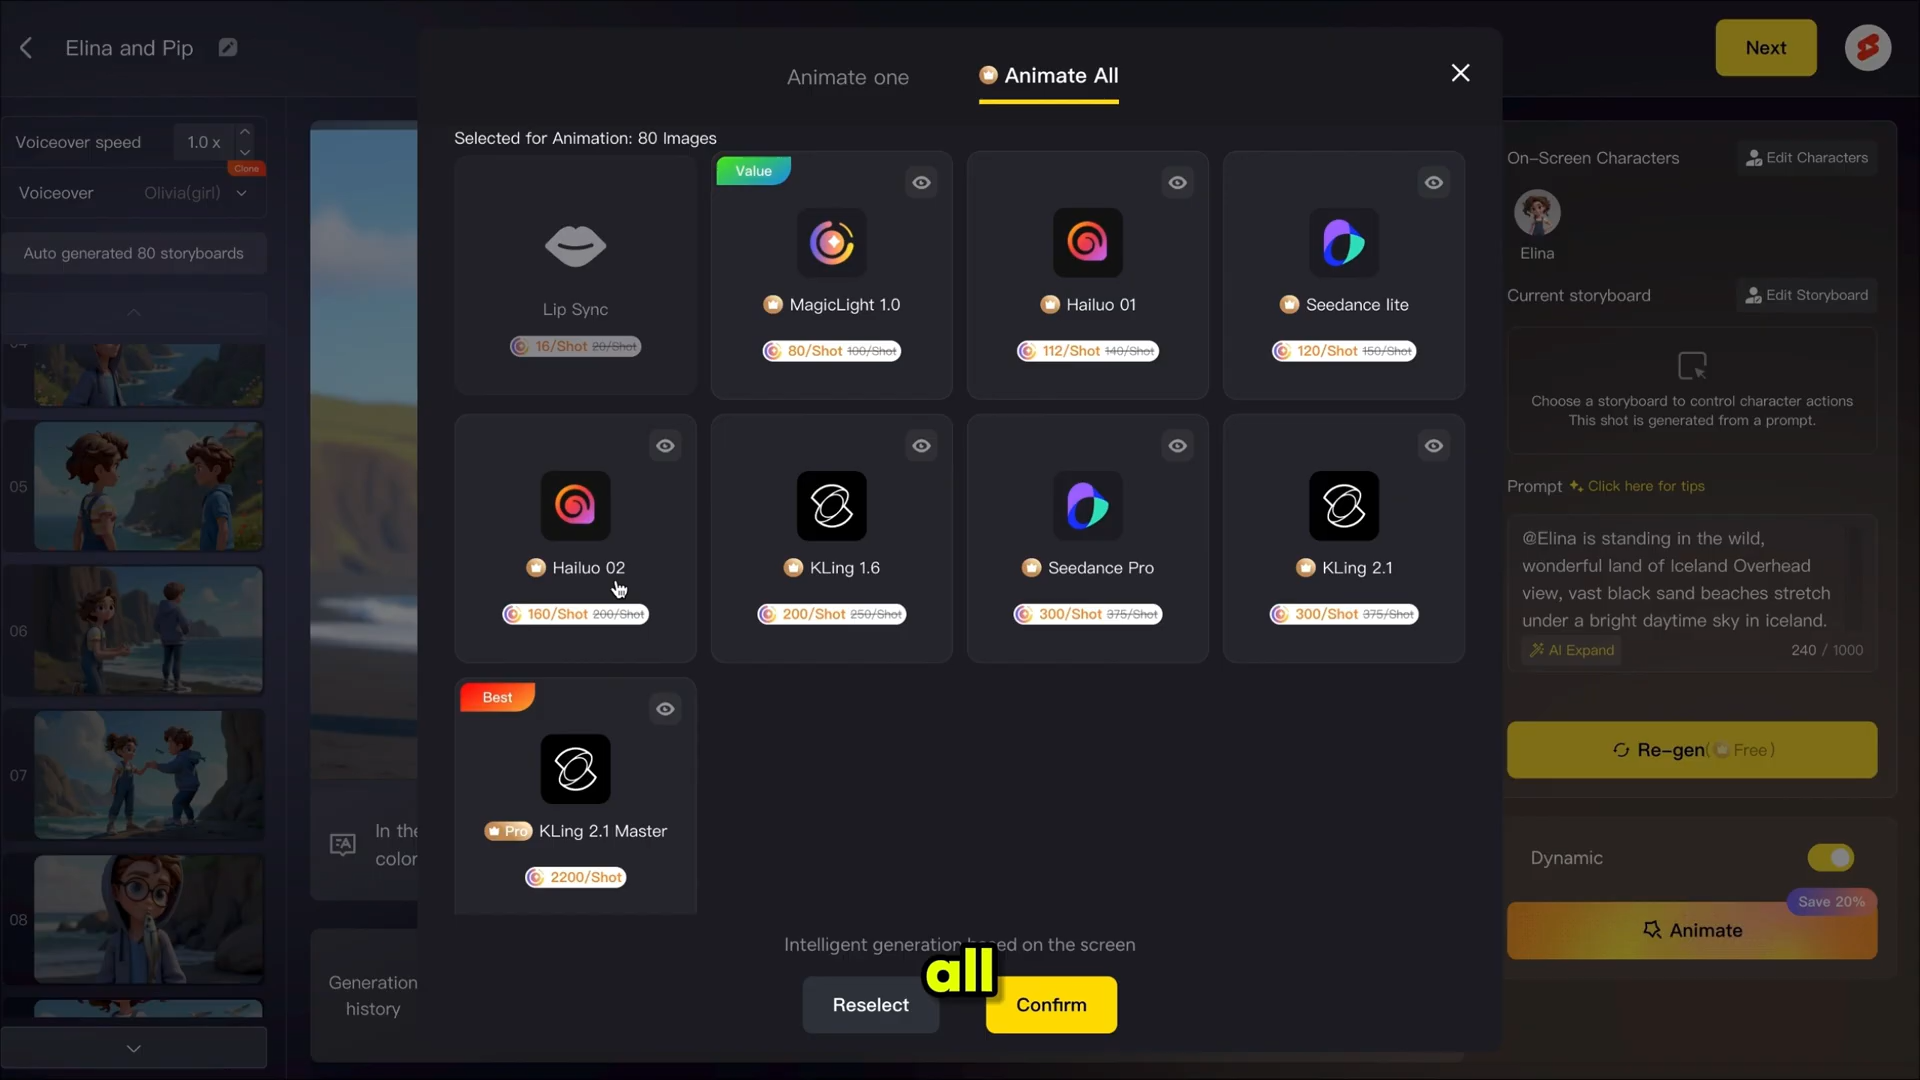 Elina and Pip
Animate one
Animate All
Next
Selected for Animation: 80 Images
Voiceover speed
1.0 x
Clone
Voiceover
Olivia(girl)
Auto generated 80 storyboards
05
06
07
08
Lip Sync
16/Shot 20/Shot
Value
MagicLight 1.0
80/Shot 100/Shot
Hailuo 01
112/Shot 140/Shot
Seedance lite
120/Shot 150/Shot
Hailuo 02
160/Shot 200/Shot
KLing 1.6
200/Shot 250/Shot
Seedance Pro
300/Shot 375/Shot
KLing 2.1
300/Shot 375/Shot
Best
Pro KLing 2.1 Master
2200/Shot
In the
color
Generation
history
Intelligent generation based on the screen
all
Reselect
Confirm
On-Screen Characters
Edit Characters
Elina
Current storyboard
Edit Storyboard
Choose a storyboard to control character actions
This shot is generated from a prompt.
Prompt Click here for tips
@Elina is standing in the wild,
wonderful land of Iceland Overhead
view, vast black sand beaches stretch
under a bright daytime sky in iceland.
AI Expand
240 / 1000
Re-gen( Free )
Dynamic
Save 20%
Animate